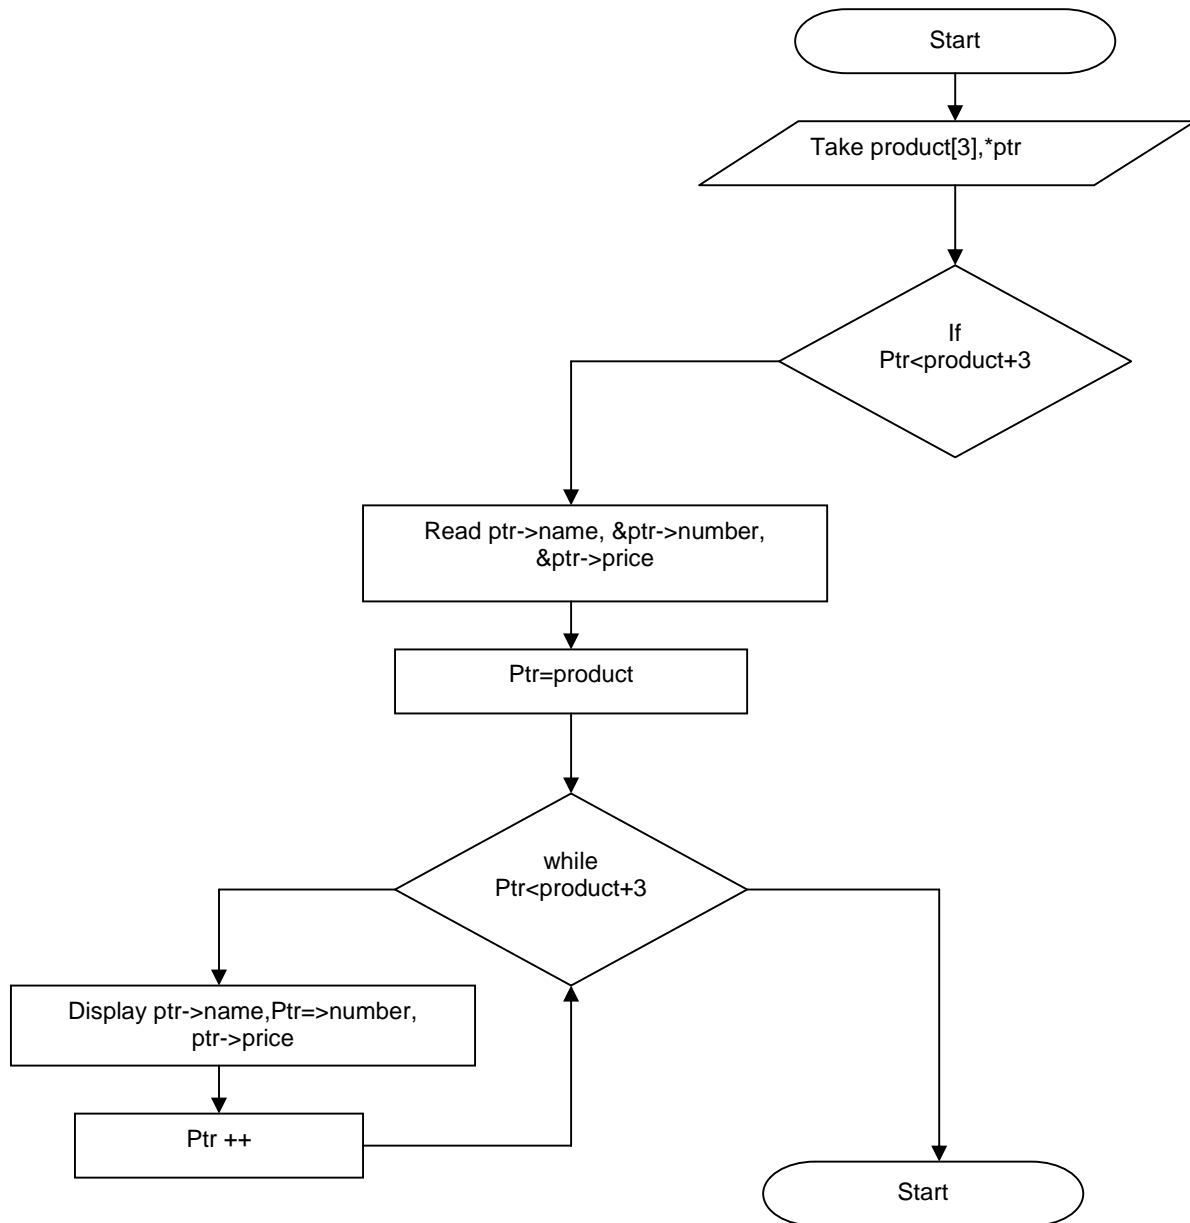 Start
Take product[3],*ptr
If
Ptr<product+3
Read ptr->name, &ptr->number,
&ptr->price
Ptr=product
while
Ptr<product+3
Display ptr->name,Ptr=>number,
ptr->price
Ptr ++
Start